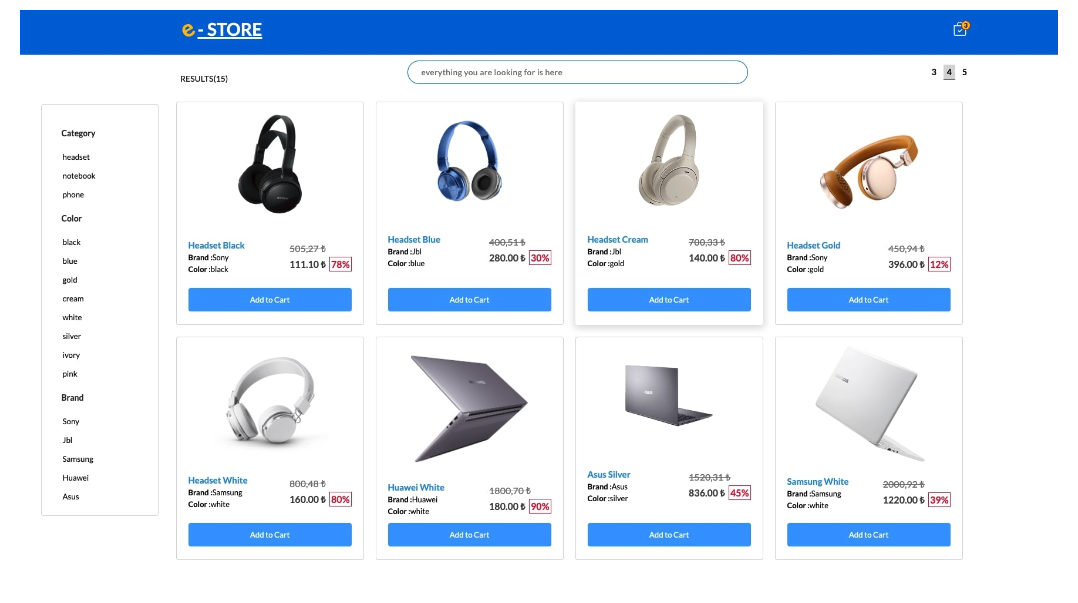 e - STORE
3
RESULTS(15)
everything you are looking for is here
3 4 5
Category
headset
notebook
phone
Color
black
blue
gold
cream
white
silver
ivory
pink
Brand
Sony
Jbl
Samsung
Huawei
Asus
Headset Black
Brand :Sony
Color :black
505,27 ₺
111.10 ₺ 78%
Add to Cart
Headset Blue
Brand :Jbl
Color :blue
400,51 ₺
280.00 ₺ 30%
Add to Cart
Headset Cream
Brand :Jbl
Color :gold
700,33 ₺
140.00 ₺ 80%
Add to Cart
Headset Gold
Brand :Sony
Color :gold
450,94 ₺
396.00 ₺ 12%
Add to Cart
Headset White
Brand :Samsung
Color :white
800,48 ₺
160.00 ₺ 80%
Add to Cart
Huawei White
Brand :Huawei
Color :white
1800,70 ₺
180.00 ₺ 90%
Add to Cart
Asus Silver
Brand :Asus
Color :silver
1520,31 ₺
836.00 ₺ 45%
Add to Cart
Samsung White
Brand :Samsung
Color :white
2000,92 ₺
1220.00 ₺ 39%
Add to Cart